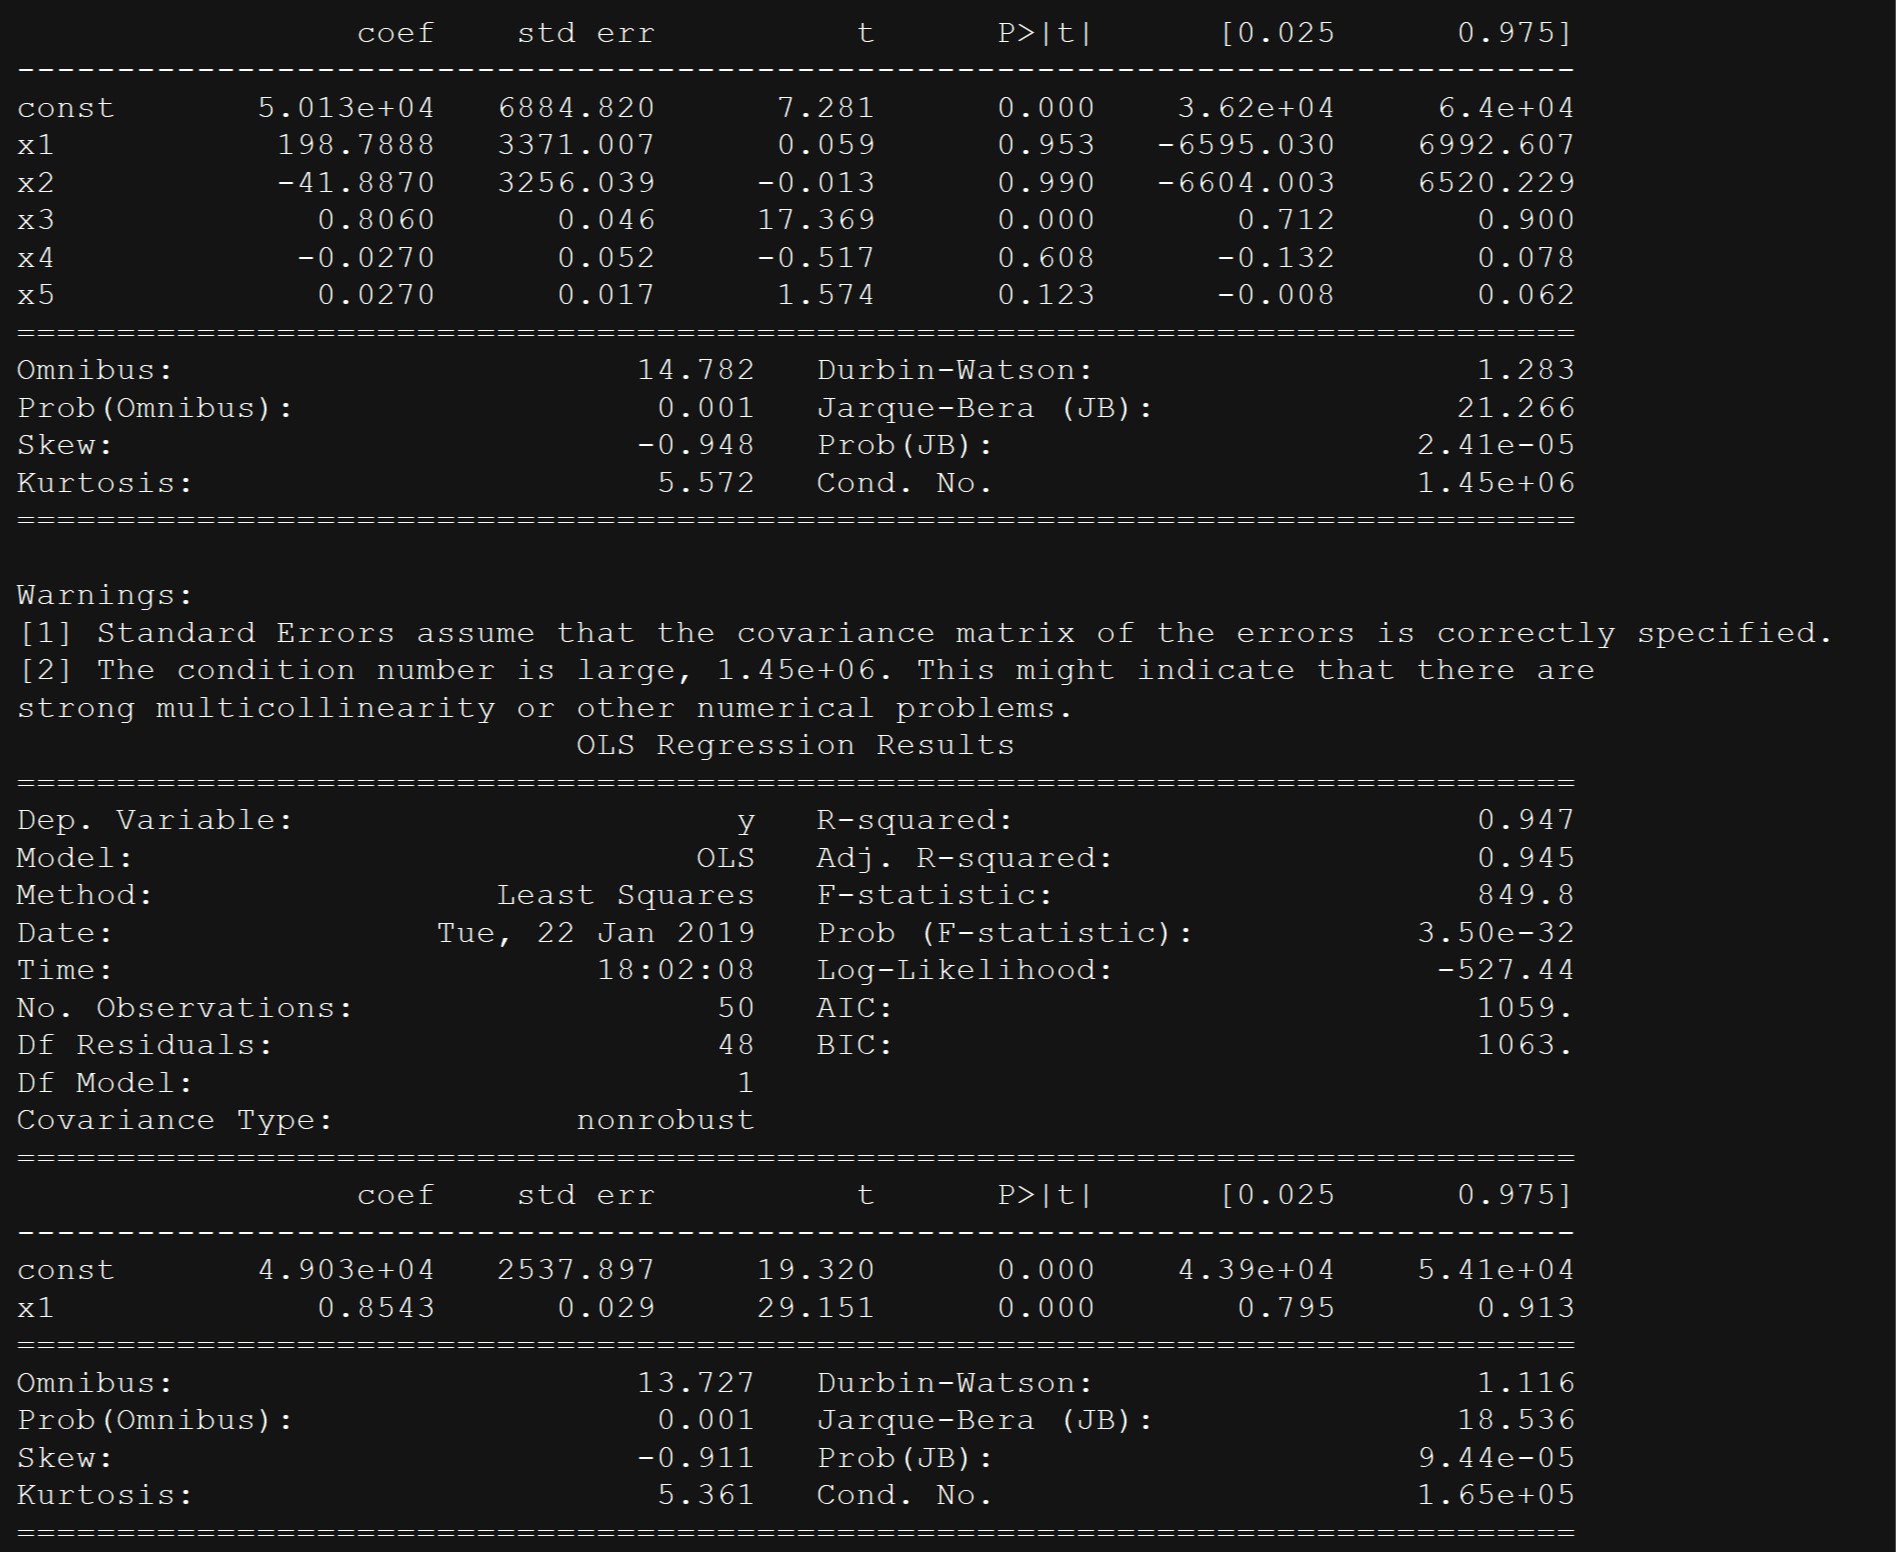 coef    std err          t      P>|t|      [0.025      0.975]
------------------------------------------------------------------------------
const       5.013e+04   6884.820      7.281      0.000    3.62e+04     6.4e+04
x1           198.7888   3371.007      0.059      0.953   -6595.030    6992.607
x2           -41.8870   3256.039     -0.013      0.990   -6604.003    6520.229
x3             0.8060      0.046     17.369      0.000       0.712       0.900
x4            -0.0270      0.052     -0.517      0.608      -0.132       0.078
x5             0.0270      0.017      1.574      0.123      -0.008       0.062
==============================================================================
Omnibus:                       14.782   Durbin-Watson:                   1.283
Prob(Omnibus):                  0.001   Jarque-Bera (JB):               21.266
Skew:                          -0.948   Prob(JB):                     2.41e-05
Kurtosis:                       5.572   Cond. No.                     1.45e+06
==============================================================================
Warnings:
[1] Standard Errors assume that the covariance matrix of the errors is correctly specified.
[2] The condition number is large, 1.45e+06. This might indicate that there are
strong multicollinearity or other numerical problems.
                            OLS Regression Results
==============================================================================
Dep. Variable:                      y   R-squared:                       0.947
Model:                            OLS   Adj. R-squared:                  0.945
Method:                 Least Squares   F-statistic:                     849.8
Date:                Tue, 22 Jan 2019   Prob (F-statistic):           3.50e-32
Time:                        18:02:08   Log-Likelihood:                -527.44
No. Observations:                  50   AIC:                             1059.
Df Residuals:                      48   BIC:                             1063.
Df Model:                           1
Covariance Type:            nonrobust
==============================================================================
                 coef    std err          t      P>|t|      [0.025      0.975]
------------------------------------------------------------------------------
const       4.903e+04   2537.897     19.320      0.000    4.39e+04    5.41e+04
x1             0.8543      0.029     29.151      0.000       0.795       0.913
==============================================================================
Omnibus:                       13.727   Durbin-Watson:                   1.116
Prob(Omnibus):                  0.001   Jarque-Bera (JB):               18.536
Skew:                          -0.911   Prob(JB):                     9.44e-05
Kurtosis:                       5.361   Cond. No.                     1.65e+05
==============================================================================